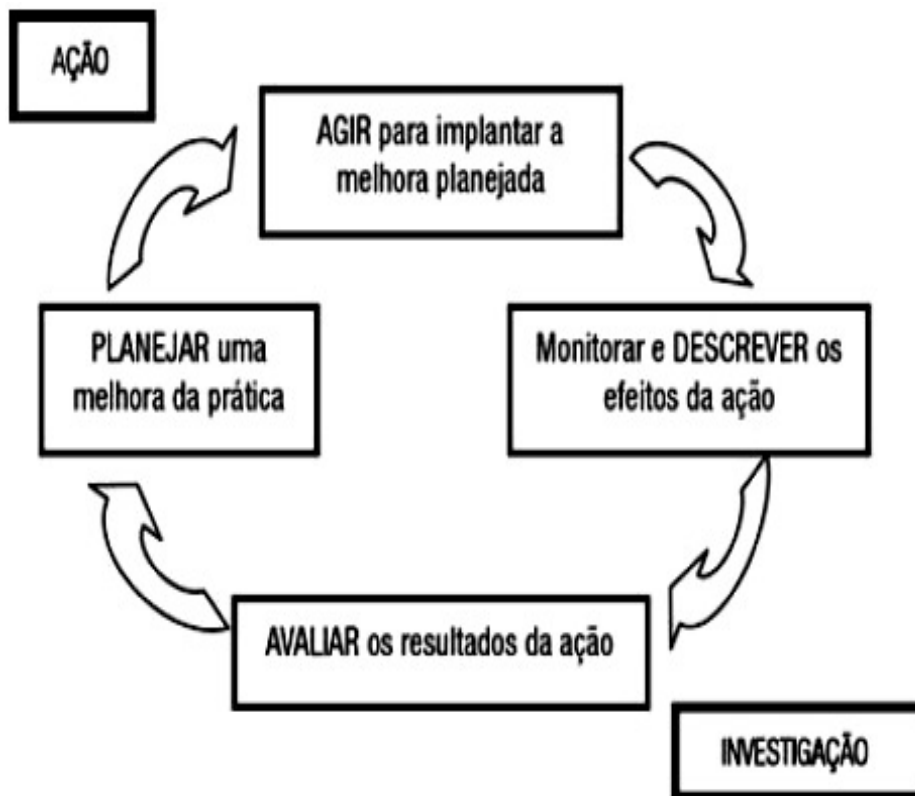 AÇÃO
AGIR para implantar a
melhora planejada
PLANEJAR uma
melhora da prática
Monitorar e DESCREVER os
efeitos da ação
AVALIAR os resultados da ação
INVESTIGAÇÃO